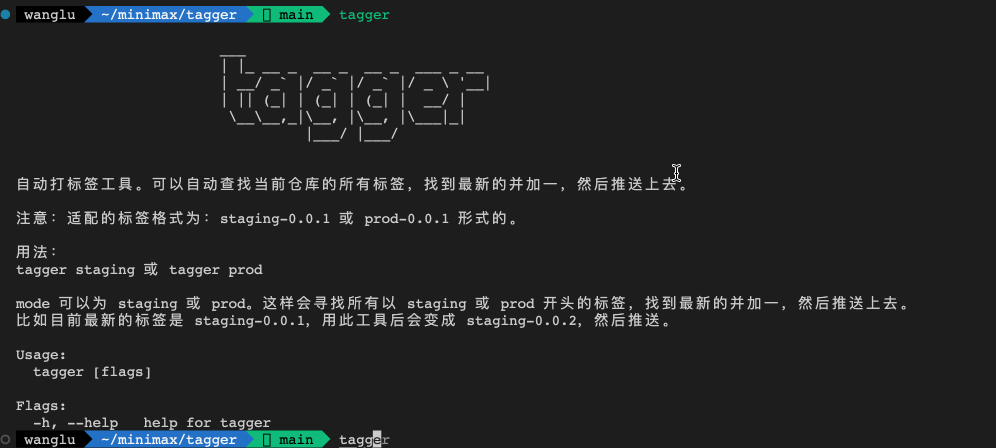 wanglu ~/minimax/tagger main tagger
tagger
自动打标签工具。可以自动查找当前仓库的所有标签，找到最新的并加一，然后推送上去。
注意：适配的标签格式为：staging-0.0.1 或 prod-0.0.1 形式的。
用法：
tagger staging 或 tagger prod
mode 可以为 staging 或 prod。这样会寻找所有以 staging 或 prod 开头的标签，找到最新的并加一，然后推送上去。
比如目前最新的标签是 staging-0.0.1，用此工具后会变成 staging-0.0.2，然后推送。
Usage:
tagger [flags]
Flags:
-h, --help help for tagger
wanglu ~/minimax/tagger main tagger